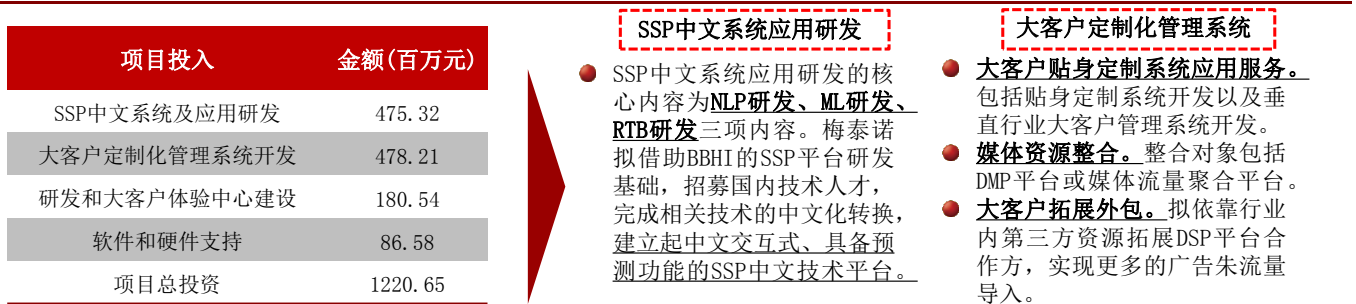 项目投入 金额(百万元)
SSP中文系统及应用研发 475.32
大客户定制化管理系统开发 478.21
研发和大客户体验中心建设 180.54
软件和硬件支持 86.58
项目总投资 1220.65
SSP中文系统应用研发
SSP中文系统应用研发的核
心内容为NLP研发、ML研发、
RTB研发三项内容。梅泰诺
拟借助BBHI的SSP平台研发
基础，招募国内技术人才，
完成相关技术的中文化转换，
建立起中文交互式、具备预
测功能的SSP中文技术平台。
大客户定制化管理系统
大客户贴身定制系统应用服务。
包括贴身定制系统开发以及垂
直行业大客户管理系统开发。
媒体资源整合。整合对象包括
DMP平台或媒体流量聚合平台。
大客户拓展外包。拟依靠行业
内第三方资源拓展DSP平台合
作方，实现更多的广告朱流量
导入。